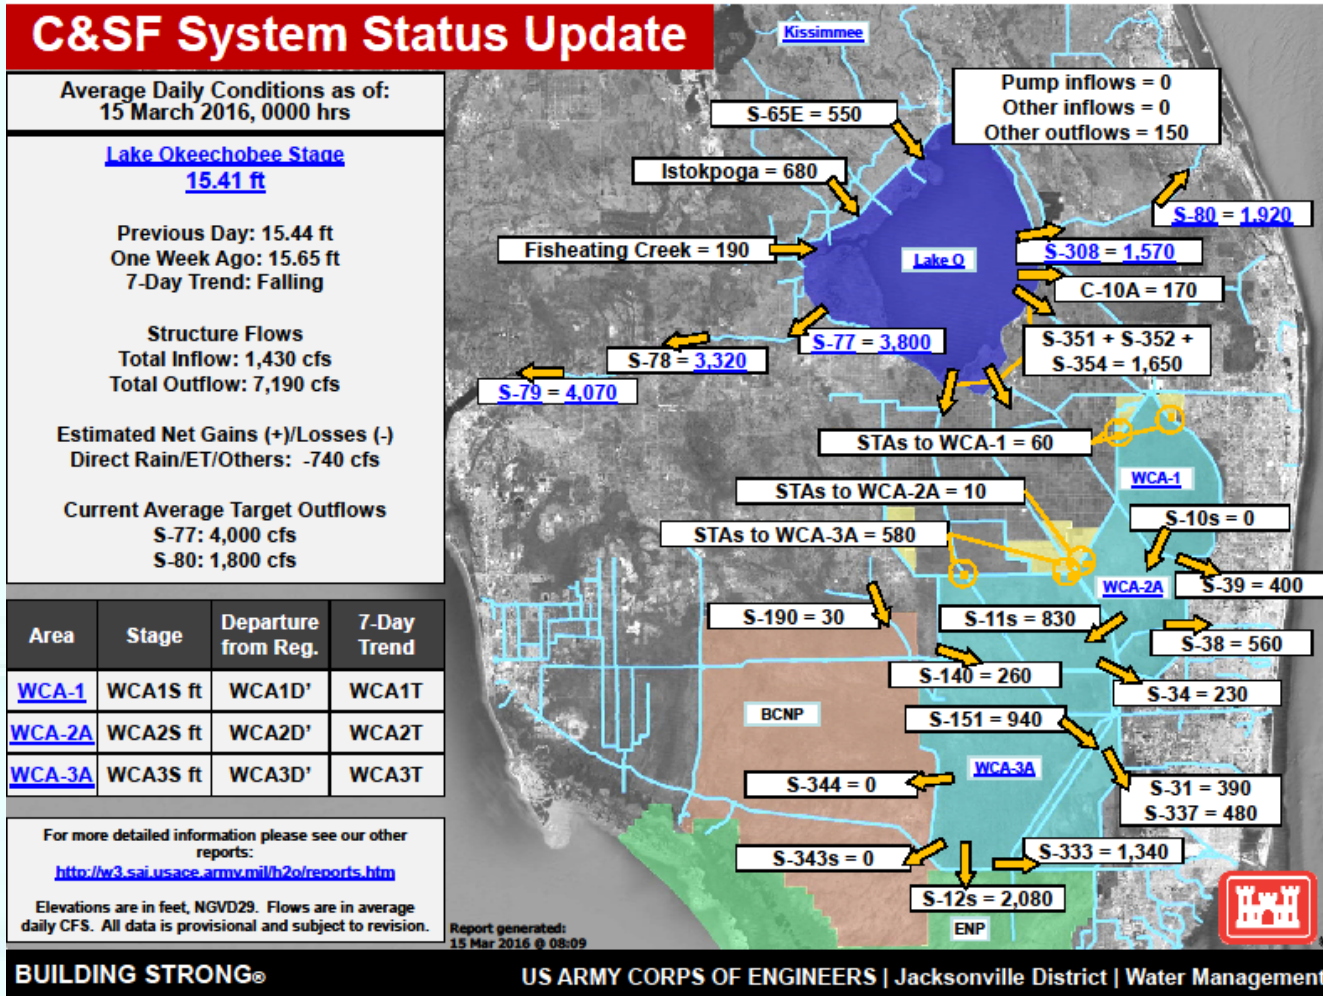 C&SF System Status Update
Average Daily Conditions as of:
15 March 2016, 0000 hrs
Lake Okeechobee Stage
15.41 ft
Previous Day: 15.44 ft
One Week Ago: 15.65 ft
7-Day Trend: Falling
Structure Flows
Total Inflow: 1,430 cfs
Total Outflow: 7,190 cfs
Estimated Net Gains (+)/Losses (-)
Direct Rain/ET/Others: -740 cfs
Current Average Target Outflows
S-77: 4,000 cfs
S-80: 1,800 cfs
Area Stage Departure from Reg. 7-Day Trend
WCA-1 WCA1S ft WCA1D' WCA1T
WCA-2A WCA2S ft WCA2D' WCA2T
WCA-3A WCA3S ft WCA3D' WCA3T
For more detailed information please see our other
reports:
http://w3.saj.usace.army.mil/h2o/reports.htm
Elevations are in feet, NGVD29. Flows are in average
daily CFS. All data is provisional and subject to revision.
Kissimmee
Pump inflows = 0
Other inflows = 0
Other outflows = 150
S-65E = 550
Istokpoga = 680
Fisheating Creek = 190
Lake O
S-80 = 1,920
S-308 = 1,570
C-10A = 170
S-351 + S-352 +
S-354 = 1,650
S-77 = 3,800
S-78 = 3,320
S-79 = 4,070
STAs to WCA-1 = 60
WCA-1
STAs to WCA-2A = 10
S-10s = 0
STAs to WCA-3A = 580
WCA-2A
S-39 = 400
S-190 = 30
S-11s = 830
S-38 = 560
S-140 = 260
S-34 = 230
BCNP
S-151 = 940
WCA-3A
S-344 = 0
S-31 = 390
S-337 = 480
S-343s = 0
S-333 = 1,340
S-12s = 2,080
ENP
Report generated:
15 Mar 2016 @ 08:09
BUILDING STRONG®
US ARMY CORPS OF ENGINEERS | Jacksonville District | Water Management